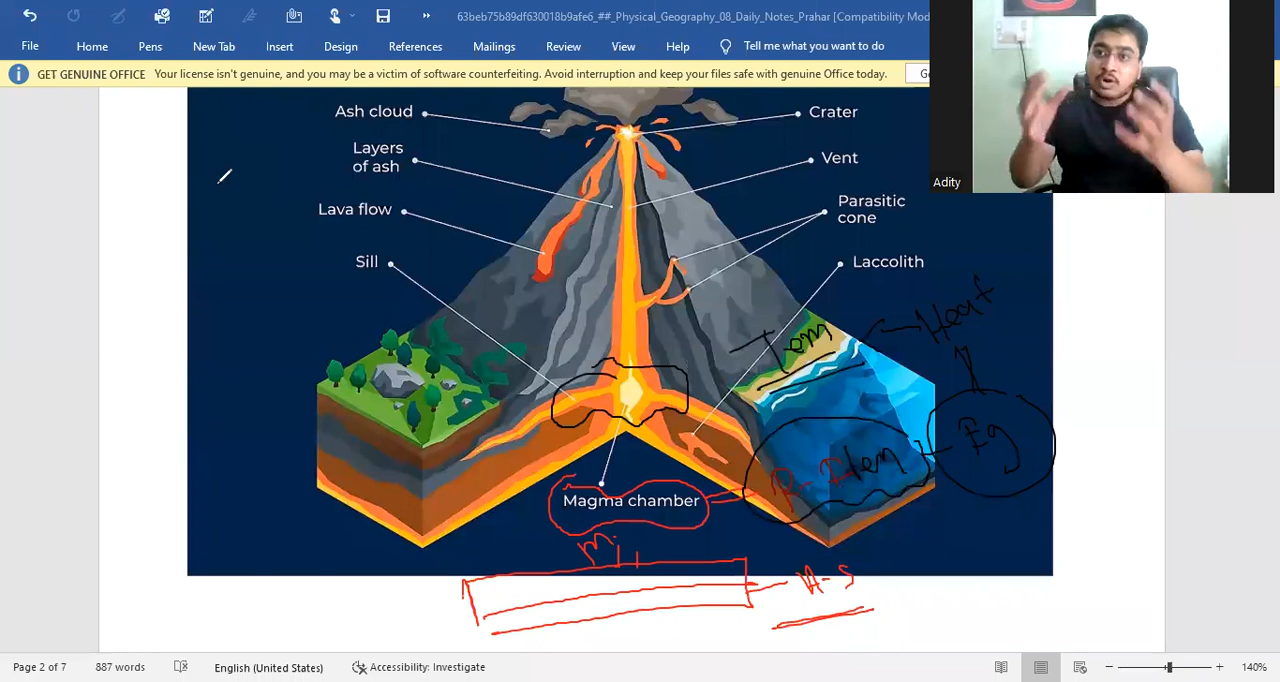 63beb75b89df630018b9afe6_##_Physical_Geography_08_Daily_Notes_Prahar [Compatibility Mod
File Home Pens New Tab Insert Draw Design References Mailings Review View Help Tell me what you want to do
GET GENUINE OFFICE Your license isn't genuine, and you may be a victim of software counterfeiting. Avoid interruption and keep your files safe with genuine Office today.
Adity
Ash cloud
Crater
Layers
of ash
Vent
Lava flow
Parasitic
cone
Sill
Laccolith
Heat
Tem
Eg
Tem
Magma chamber
A-S
Page 2 of 7 887 words English (United States) Accessibility: Investigate 140%